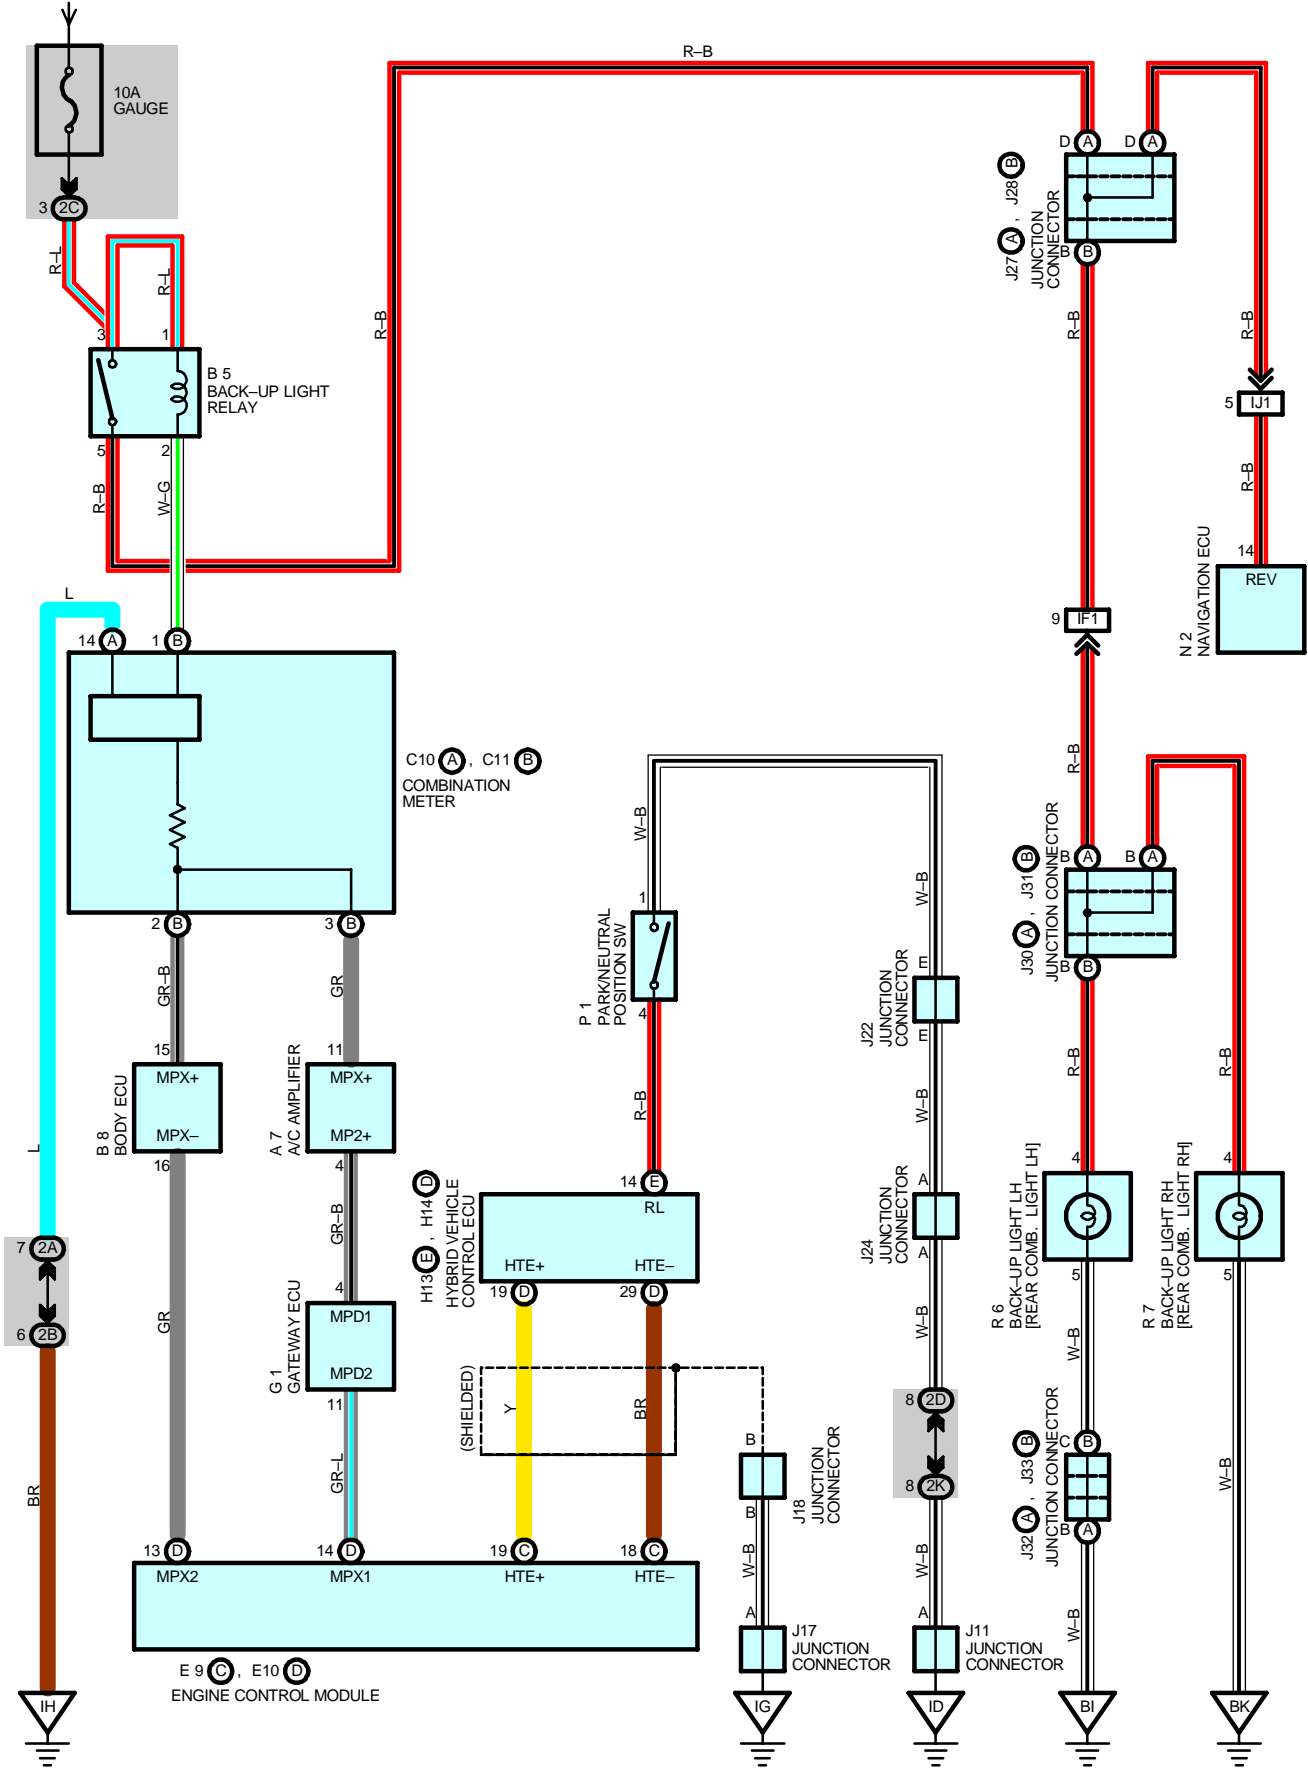 R–B
10A
GAUGE
3 2C
R–L
R–L
3
1
B 5
BACK–UP LIGHT
RELAY
5
2
R–B
W–G
R–B
D A
D A
J27 A , J28 B
JUNCTION
CONNECTOR
B B
R–B
R–B
5 IJ1
R–B
14
REV
N 2
NAVIGATION ECU
9 IF1
R–B
L
14 A
1 B
C10 A , C11 B
COMBINATION
METER
2 B
3 B
GR–B
GR
15
MPX+
MPX–
16
B 8
BODY ECU
11
MPX+
MP2+
4
A 7
A/C AMPLIFIER
GR–B
4
MPD1
MPD2
11
G 1
GATEWAY ECU
GR
GR–L
L
7 2A
6 2B
BR
IH
W–B
1
P 1
PARK/NEUTRAL
POSITION SW
4
R–B
14 E
RL
HTE+
HTE–
H13 E , H14 D
HYBRID VEHICLE
CONTROL ECU
19 D
29 D
(SHIELDED)
Y
BR
13 D
14 D
19 C
18 C
MPX2
MPX1
HTE+
HTE–
E 9 C , E10 D
ENGINE CONTROL MODULE
B
J18
JUNCTION
CONNECTOR
B
W–B
A
J17
JUNCTION
CONNECTOR
IG
W–B
E
J22
JUNCTION
CONNECTOR
E
W–B
A
J24
JUNCTION
CONNECTOR
A
W–B
8 2D
8 2K
W–B
A
J11
JUNCTION
CONNECTOR
ID
B A
B A
J30 A , J31 B
JUNCTION CONNECTOR
B B
R–B
R–B
4
R 6
BACK–UP LIGHT LH
[REAR COMB. LIGHT LH]
5
4
R 7
BACK–UP LIGHT RH
[REAR COMB. LIGHT RH]
5
W–B
C B
J32 A , J33 B
JUNCTION CONNECTOR
B A
W–B
W–B
BI
BK